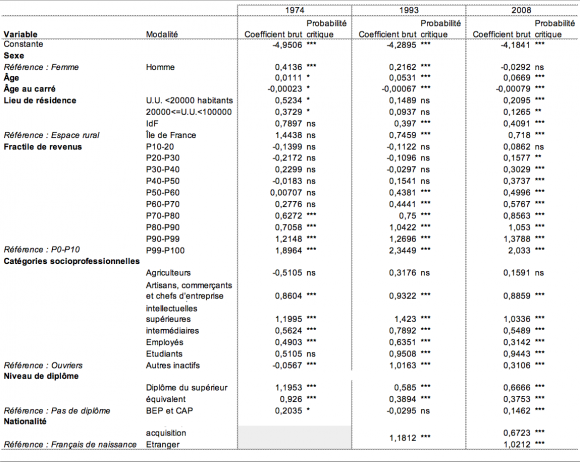 1974 1993 2008
Probabilité Probabilité Probabilité
Variable Modalité Coefficient brut critique Coefficient brut critique Coefficient brut critique
Constante -4,9506 *** -4,2895 *** -4,1841 ***
Sexe
Référence : Femme Homme 0,4136 *** 0,2162 *** -0,0292 ns
Âge 0,0111 * 0,0531 *** 0,0669 ***
Âge au carré -0,00023 * -0,00067 *** -0,00079 ***
Lieu de résidence U.U. <20000 habitants 0,5234 * 0,1489 ns 0,2095 ***
20000<=U.U.<100000 0,3729 * 0,0937 ns 0,1265 **
IdF 0,7897 ns 0,397 *** 0,4091 ***
Référence : Espace rural Île de France 1,4438 ns 0,7459 *** 0,718 ***
Fractile de revenus P10-20 -0,1399 ns -0,1122 ns 0,0862 ns
P20-P30 -0,2172 ns -0,1096 ns 0,1577 **
P30-P40 0,2299 ns -0,0297 ns 0,3029 ***
P40-P50 -0,0183 ns 0,1541 ns 0,3737 ***
P50-P60 0,00707 ns 0,4381 *** 0,4996 ***
P60-P70 0,2776 ns 0,4441 *** 0,5767 ***
P70-P80 0,6272 *** 0,75 *** 0,8563 ***
P80-P90 0,7058 *** 1,0422 *** 1,053 ***
P90-P99 1,2148 *** 1,2696 *** 1,3788 ***
Référence : P0-P10 P99-P100 1,8964 *** 2,3449 *** 2,033 ***
Catégories socioprofessionnelles
Agriculteurs -0,5105 ns 0,3176 ns 0,1591 ns
Artisans, commerçants
et chefs d'entreprise 0,8604 *** 0,9322 *** 0,8859 ***
intellectuelles
supérieures 1,1995 *** 1,423 *** 1,0336 ***
intermédiaires 0,5624 *** 0,7892 *** 0,5489 ***
Employés 0,4903 *** 0,6351 *** 0,3142 ***
Etudiants 0,5105 ns 0,9508 *** 0,9443 ***
Référence : Ouvriers Autres inactifs -0,0567 *** 1,0163 *** 0,3106 ***
Niveau de diplôme
Diplôme du supérieur 1,1953 *** 0,585 *** 0,6666 ***
équivalent 0,926 *** 0,3894 *** 0,3753 ***
Référence : Pas de diplôme BEP et CAP 0,2035 * -0,0295 ns 0,1462 ***
Nationalité
acquisition 0,6723 ***
1,1812 ***
Référence : Français de naissance Etranger 1,0212 ***